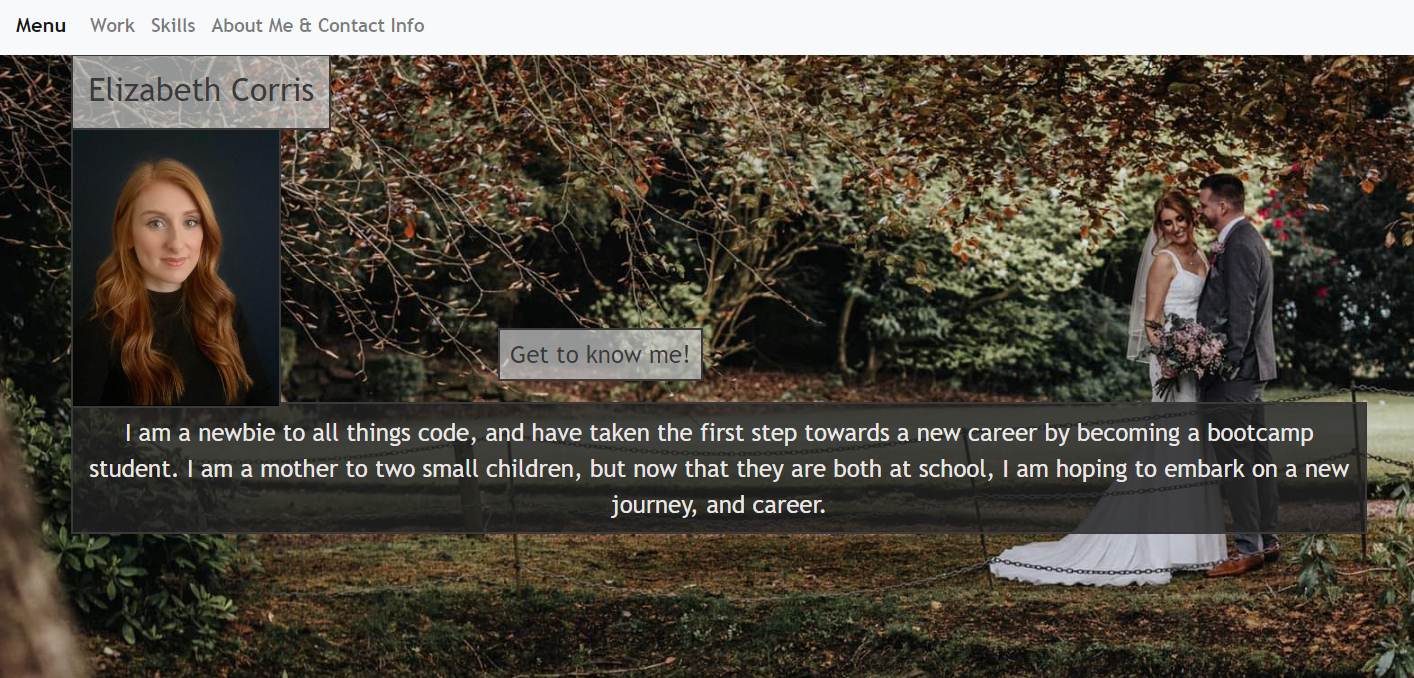 Menu Work Skills About Me & Contact Info
Elizabeth Corris
Get to know me!
I am a newbie to all things code, and have taken the first step towards a new career by becoming a bootcamp
student. I am a mother to two small children, but now that they are both at school, I am hoping to embark on a new
journey, and career.